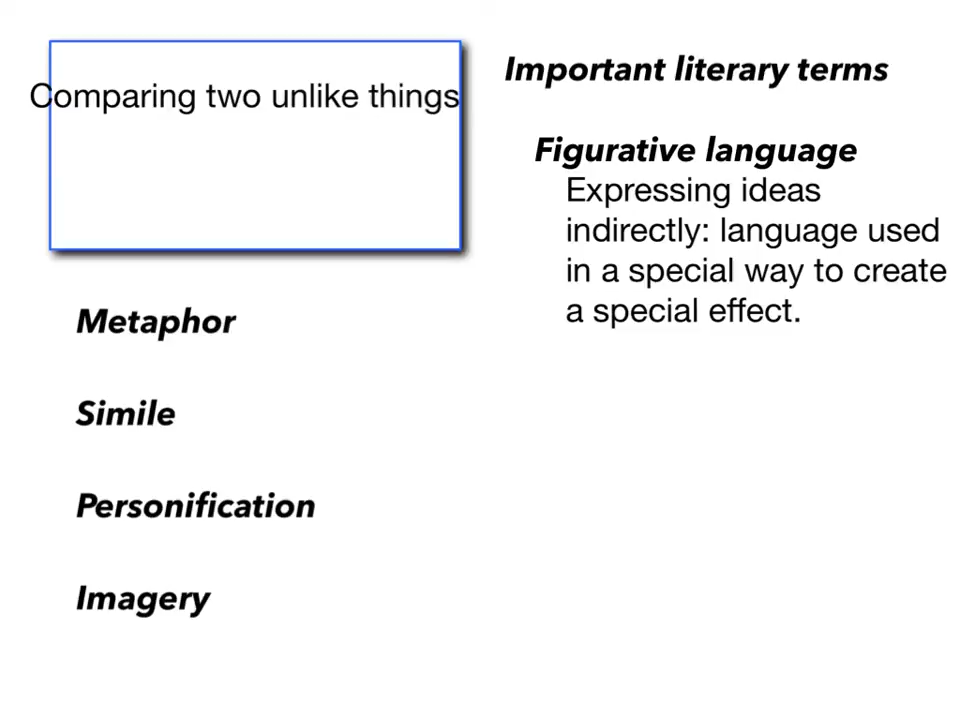 Comparing two unlike things
Metaphor
Simile
Personification
Imagery
Important literary terms
Figurative language
Expressing ideas
indirectly: language used
in a special way to create
a special effect.